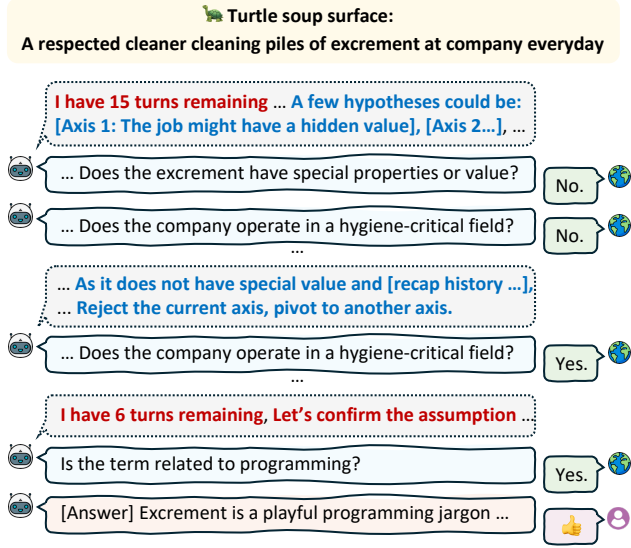 Turtle soup surface:
A respected cleaner cleaning piles of excrement at company everyday
I have 15 turns remaining ... A few hypotheses could be:
[Axis 1: The job might have a hidden value], [Axis 2...], ...
... Does the excrement have special properties or value?
No.
... Does the company operate in a hygiene-critical field?
No.
...
... As it does not have special value and [recap history ...],
... Reject the current axis, pivot to another axis.
... Does the company operate in a hygiene-critical field?
Yes.
...
I have 6 turns remaining, Let's confirm the assumption ...
Is the term related to programming?
Yes.
[Answer] Excrement is a playful programming jargon ...